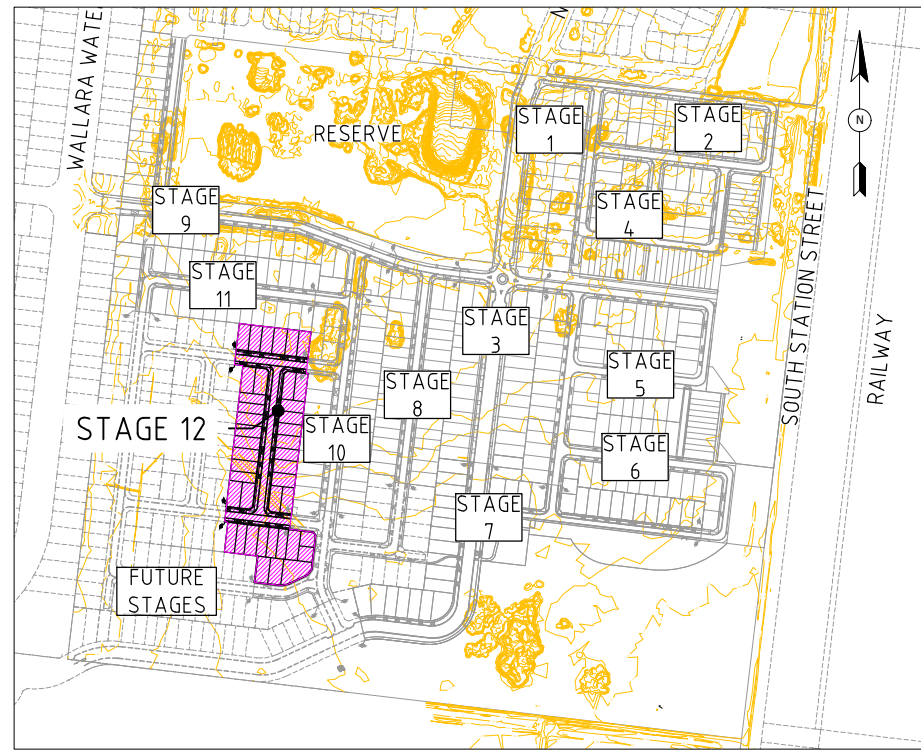 WALLARA WATE
N
RESERVE
STAGE
1
STAGE
2
N
STAGE
9
STAGE
4
STAGE
11
STAGE
3
STAGE
5
STAGE
8
STAGE 12
STAGE
10
STAGE
6
STAGE
7
FUTURE
STAGES
SOUTH STATION STREET
RAILWAY